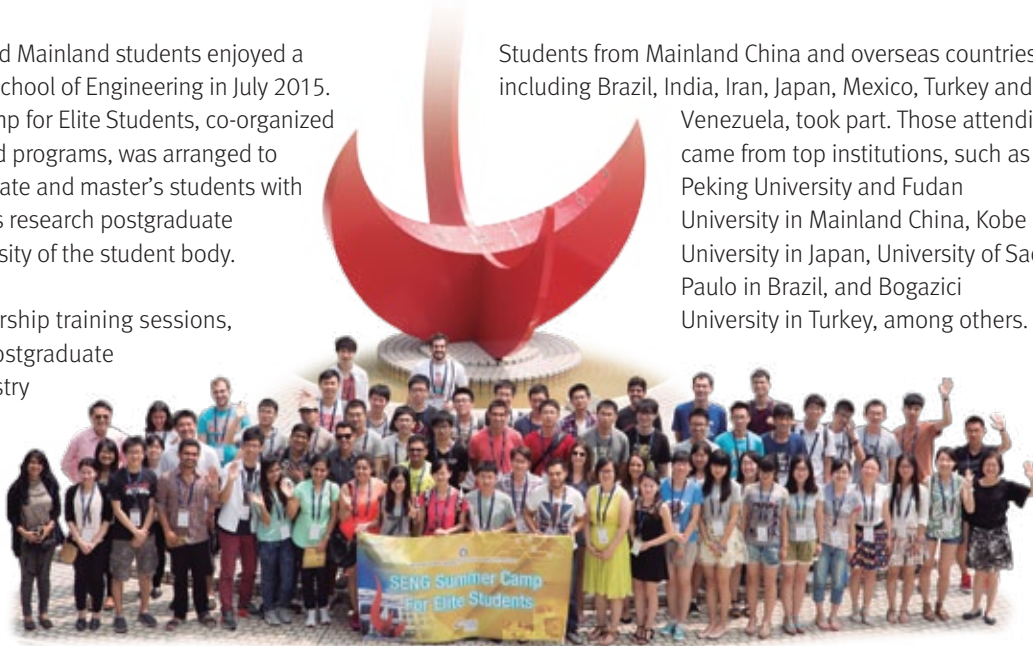 d Mainland students enjoyed a
chool of Engineering in July 2015.
mp for Elite Students, co-organized
d programs, was arranged to
ate and master’s students with
s research postgraduate
sity of the student body.
rship training sessions,
ostgraduate
stry
Students from Mainland China and overseas countries
including Brazil, India, Iran, Japan, Mexico, Turkey and
Venezuela, took part. Those attendi
came from top institutions, such as
Peking University and Fudan
University in Mainland China, Kobe
University in Japan, University of Sao
Paulo in Brazil, and Bogazici
University in Turkey, among others.
SENG Summer Camp
For Elite Students